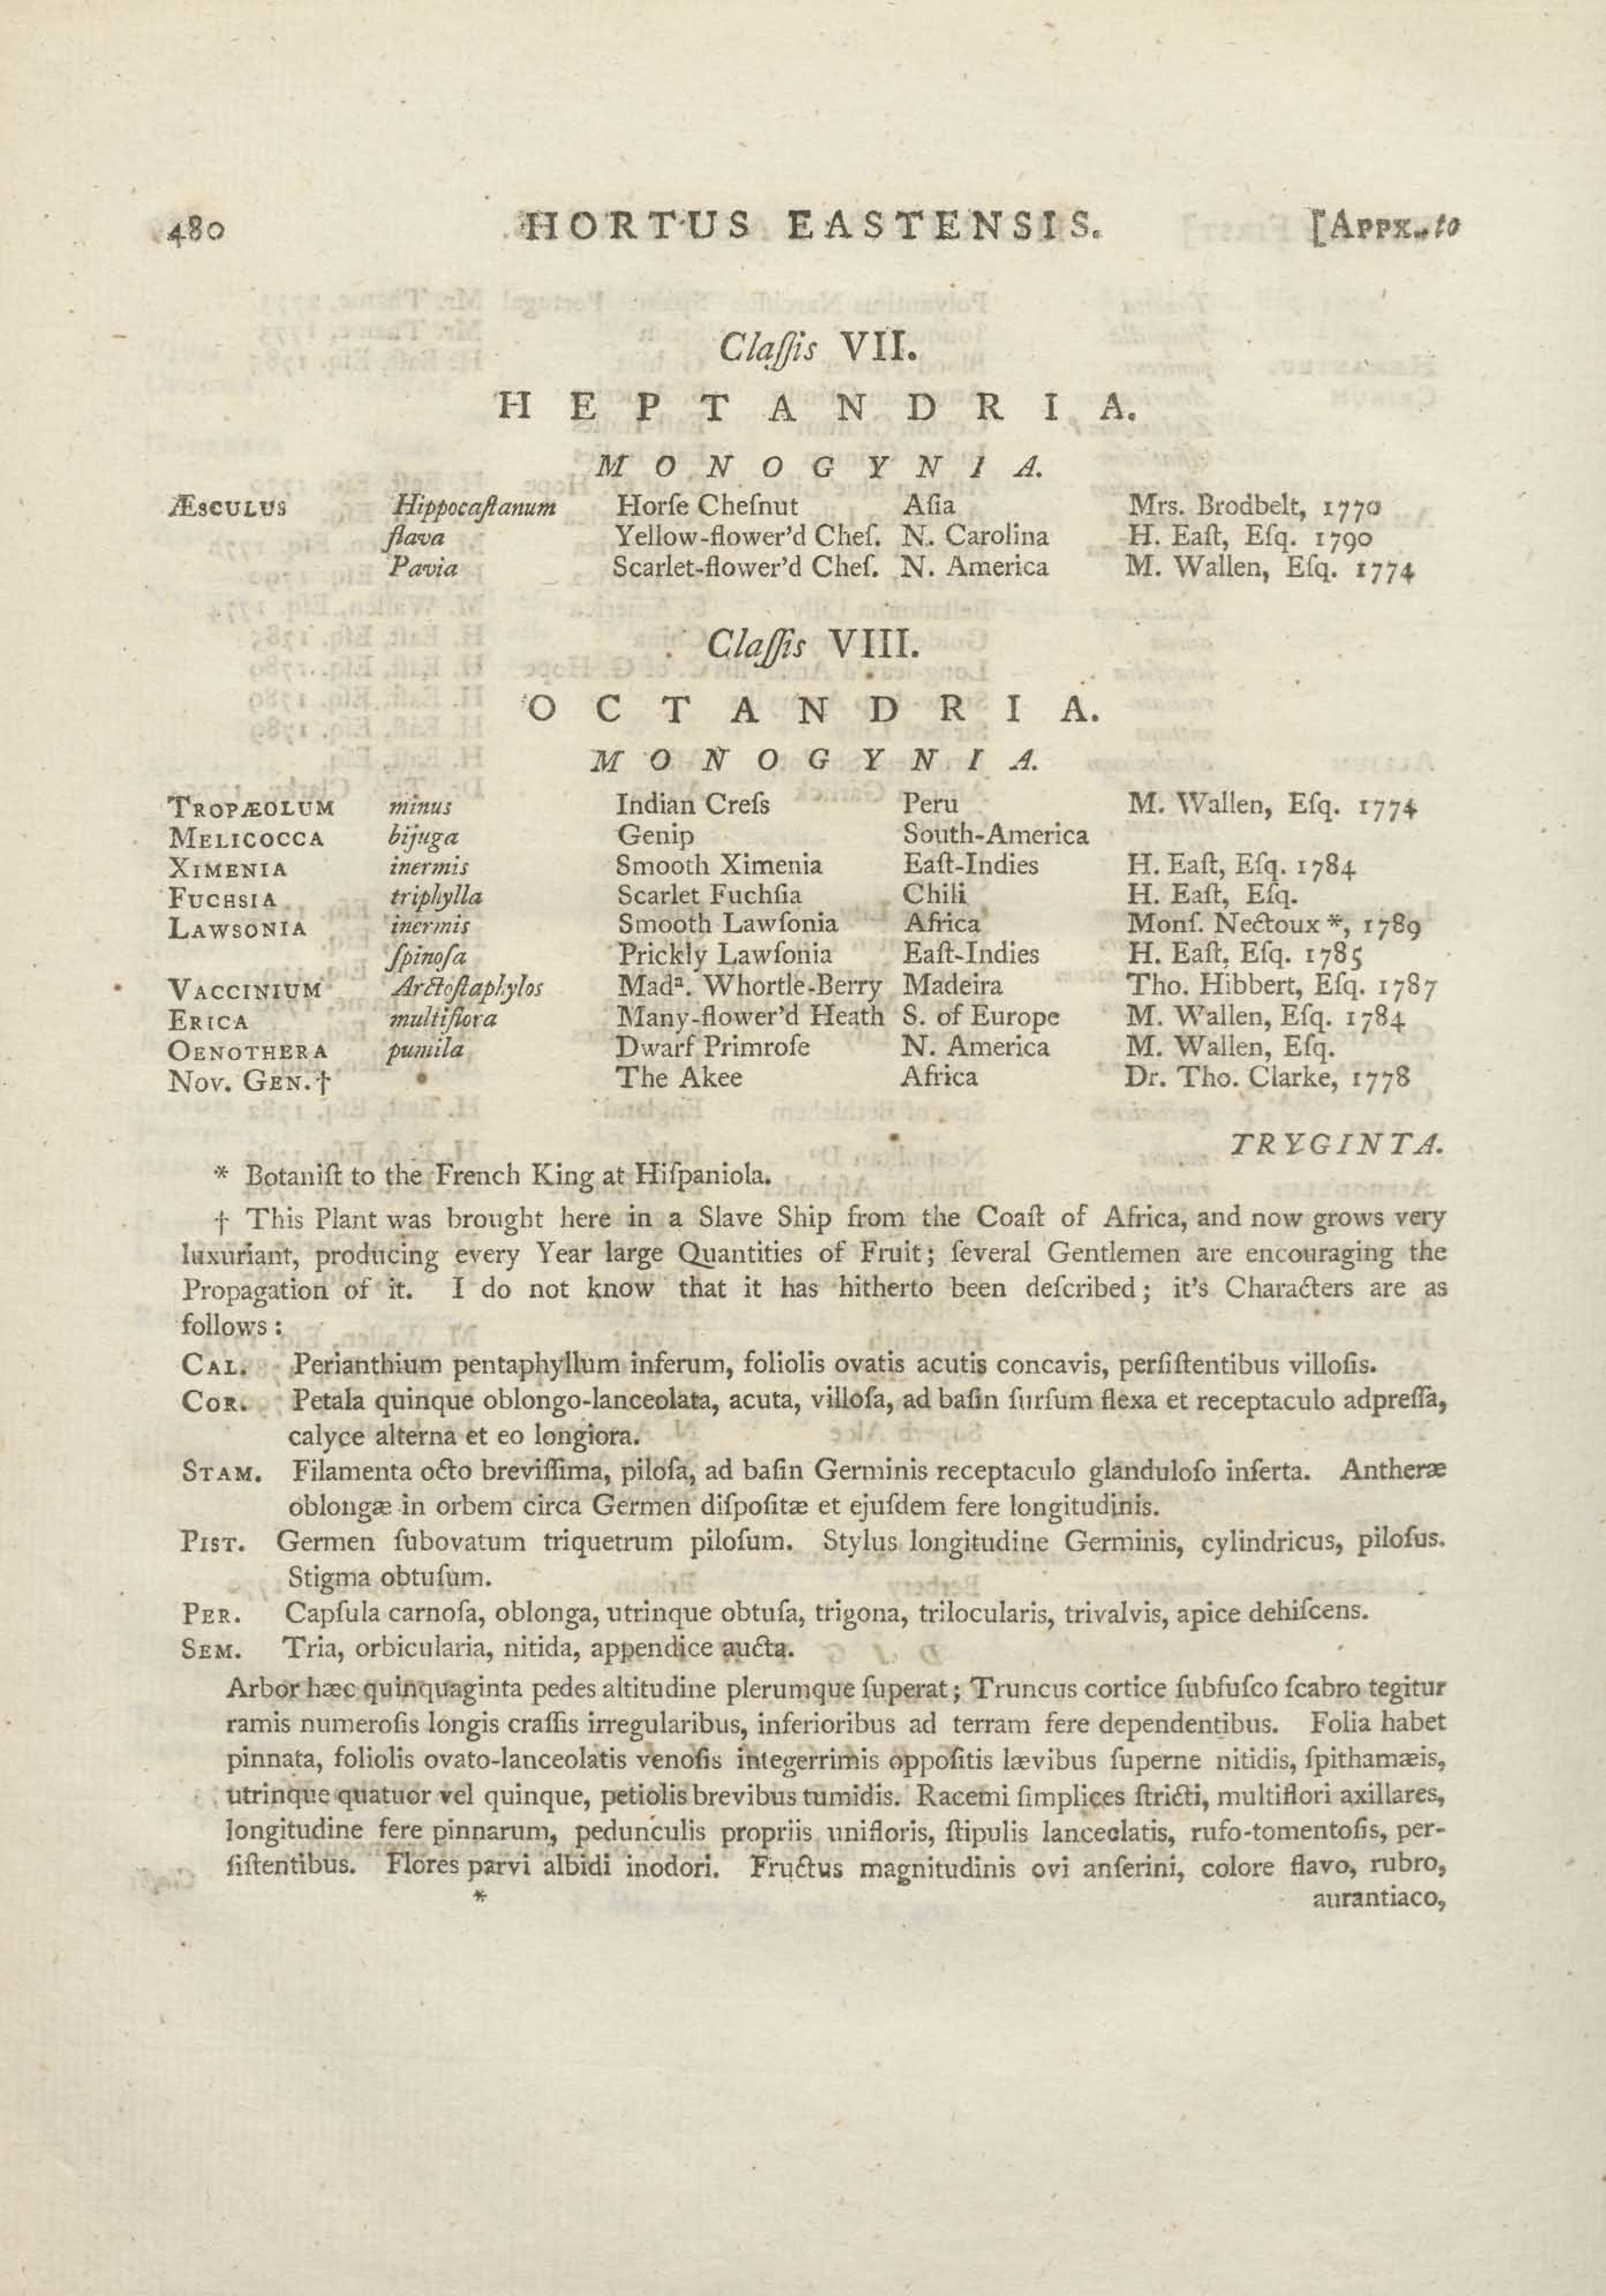 480 HORTUS EASTENSIS. [APPX. to
Claſſis VII.
HEPTANDRIA.
MONOGYNIA.
ÆSCULUS Hippocaſtanum Horſe Cheſnut Aſia Mrs. Brodbelt, 1770
flava Yellow-flower'd Cheſ. N. Carolina H. Eaſt, Eſq. 1790
Pavia Scarlet-flower'd Cheſ. N. America M. Wallen, Eſq. 1774
Claſſis VIII.
OCTANDRIA.
MONOGYNIA.
TROPÆOLUM minus Indian Creſs Peru M. Wallen, Eſq. 1774
MELICOCCA bijuga Genip South-America
XIMENIA inermis Smooth Ximenia Eaſt-Indies H. Eaſt, Eſq. 1784
FUCHSIA triphylla Scarlet Fuchſia Chili H. Eaſt, Eſq.
LAWSONIA inermis Smooth Lawſonia Africa Monſ. Nectoux *, 1789
ſpinoſa Prickly Lawſonia Eaſt-Indies H. Eaſt, Eſq. 1785
VACCINIUM Arctoſtaphylos Madª. Whortle-Berry Madeira Tho. Hibbert, Eſq. 1787
ERICA multiflora Many-flower'd Heath S. of Europe M. Wallen, Eſq. 1784
OENOTHERA pumila Dwarf Primroſe N. America M. Wallen, Eſq.
NOV. GEN.† The Akee Africa Dr. Tho. Clarke, 1778
TRYGINTA.
* Botaniſt to the French King at Hiſpaniola.
† This Plant was brought here in a Slave Ship from the Coaſt of Africa, and now grows very
luxuriant, producing every Year large Quantities of Fruit; ſeveral Gentlemen are encouraging the
Propagation of it. I do not know that it has hitherto been deſcribed; it's Characters are as
follows:
CAL. Perianthium pentaphyllum inferum, foliolis ovatis acutis concavis, perſiſtentibus villoſis.
COR. Petala quinque oblongo-lanceolata, acuta, villoſa, ad baſin ſurſum flexa et receptaculo adpreſſa,
calyce alterna et eo longiora.
STAM. Filamenta octo breviſſima, piloſa, ad baſin Germinis receptaculo glanduloſo inſerta. Antheræ
oblongæ in orbem circa Germen diſpoſitæ et ejuſdem fere longitudinis.
PIST. Germen ſubovatum triquetrum piloſum. Stylus longitudine Germinis, cylindricus, piloſus.
Stigma obtuſum.
PER. Capſula carnoſa, oblonga, utrinque obtuſa, trigona, trilocularis, trivalvis, apice dehiſcens.
SEM. Tria, orbicularia, nitida, appendice aucta.
Arbor hæc quinquaginta pedes altitudine plerumque ſuperat; Truncus cortice ſubfuſco ſcabro tegitur
ramis numeroſis longis craſſis irregularibus, inferioribus ad terram fere dependentibus. Folia habet
pinnata, foliolis ovato-lanceolatis venoſis integerrimis oppoſitis lævibus ſuperne nitidis, ſpithamæis,
utrinque quatuor vel quinque, petiolis brevibus tumidis. Racemi ſimplices ſtricti, multiflori axillares,
longitudine fere pinnarum, pedunculis propriis unifloris, ſtipulis lanceolatis, rufo-tomentoſis, per-
ſiſtentibus. Flores parvi albidi inodori. Fructus magnitudinis ovi anſerini, colore flavo, rubro,
* aurantiaco,